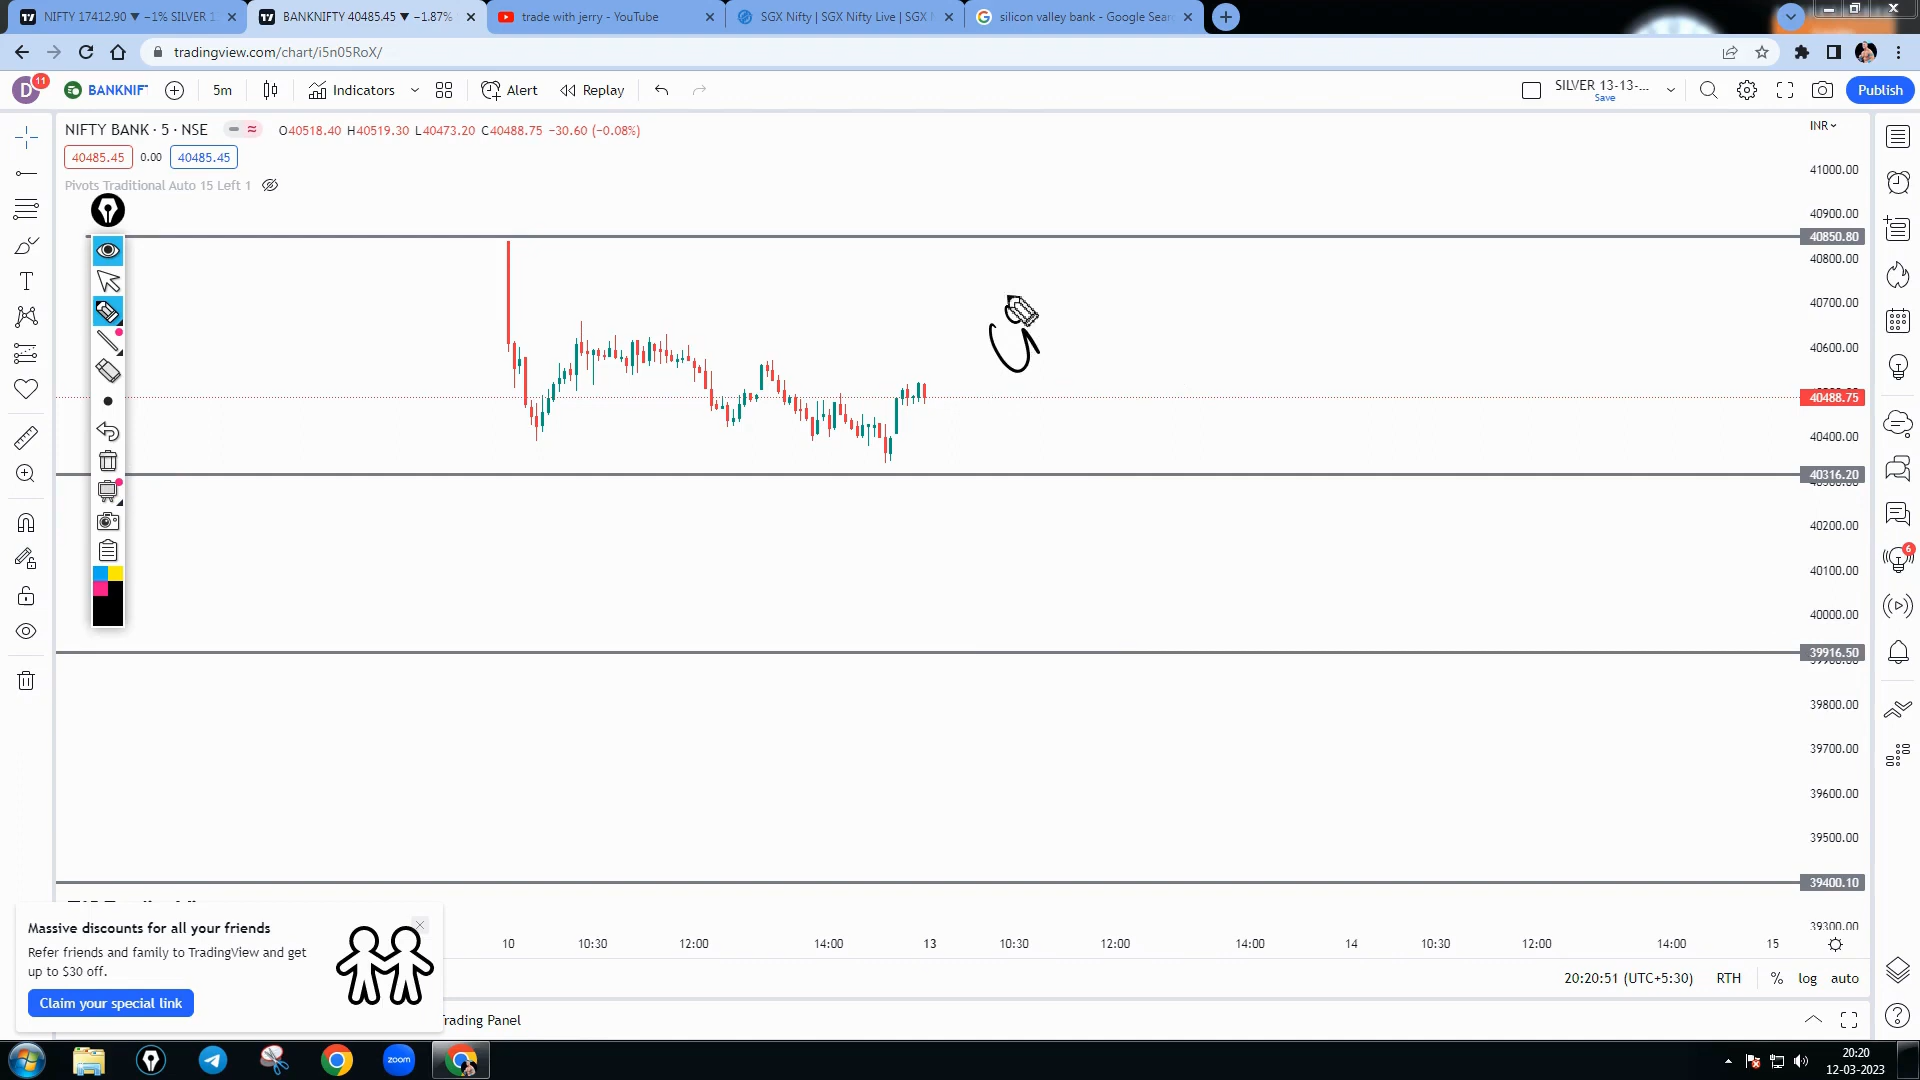 NIFTY 17412.90 ▼ −1% SILVER 1
BANKNIFTY 40485.45 ▼ −1.87%
trade with jerry - YouTube
SGX Nifty | SGX Nifty Live | SGX
silicon valley bank - Google Sear
tradingview.com/chart/i5n05RoX/
D
11
BANKNIF
5m
Indicators
Alert
Replay
SILVER 13-13-...
Save
Publish
NIFTY BANK · 5 · NSE
O40518.40 H40519.30 L40473.20 C40488.75 −30.60 (−0.08%)
INR
40485.45
0.00
40485.45
Pivots Traditional Auto 15 Left 1
41000.00
40900.00
40850.80
40800.00
40700.00
40600.00
40488.75
40400.00
40316.20
40200.00
40100.00
40000.00
39916.50
39800.00
39700.00
39600.00
39500.00
39400.10
39300.00
6
Massive discounts for all your friends
Refer friends and family to TradingView and get
up to $30 off.
Claim your special link
10
10:30
12:00
14:00
13
10:30
12:00
14:00
14
10:30
12:00
14:00
15
20:20:51 (UTC+5:30)
RTH
%
log
auto
Trading Panel
zoom
20:20
12-03-2023